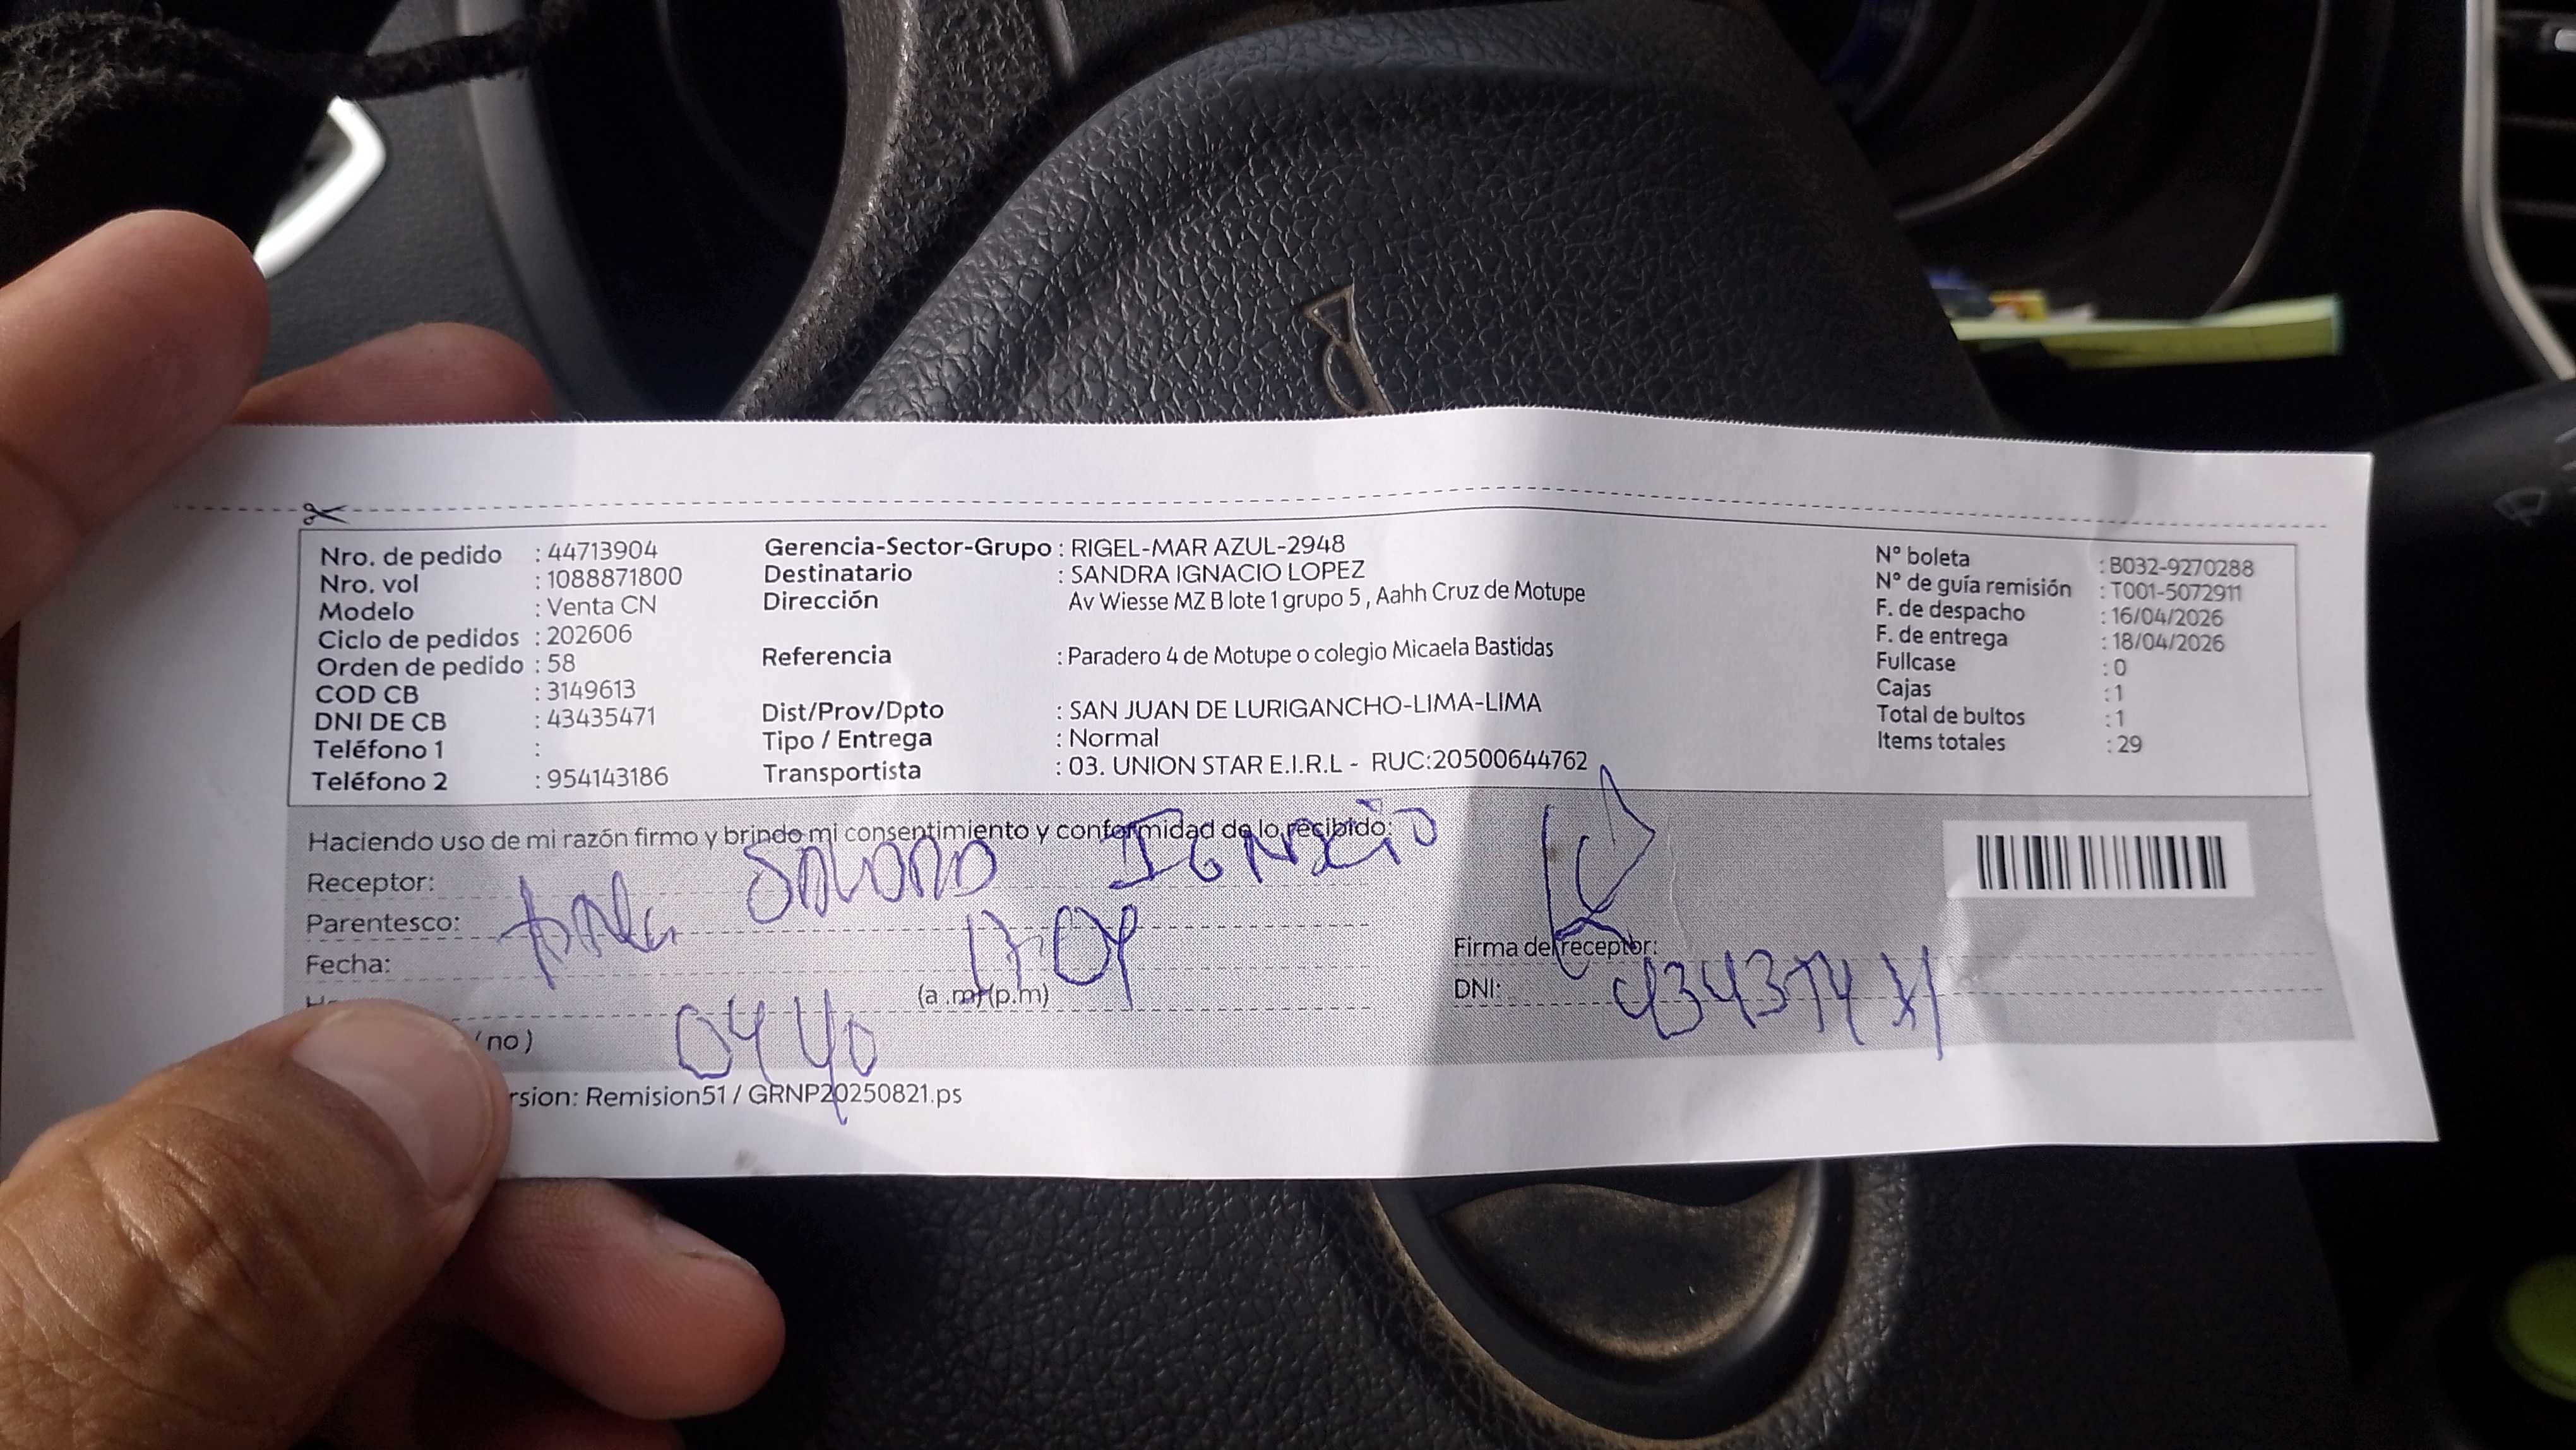 Nro. de pedido : 44713904
Nro. vol : 1088871800
Modelo : Venta CN
Ciclo de pedidos : 202606
Orden de pedido : 58
COD CB : 3149613
DNI DE CB : 43435471
Teléfono 1 :
Teléfono 2 : 954143186
Gerencia-Sector-Grupo : RIGEL-MAR AZUL-2948
Destinatario : SANDRA IGNACIO LOPEZ
Dirección Av Wiesse MZ B lote 1 grupo 5 , Aahh Cruz de Motupe
Referencia : Paradero 4 de Motupe o colegio Micaela Bastidas
Dist/Prov/Dpto : SAN JUAN DE LURIGANCHO-LIMA-LIMA
Tipo / Entrega : Normal
Transportista : 03. UNION STAR E.I.R.L - RUC:20500644762
N° boleta : B032-9270288
N° de guía remisión : T001-5072911
F. de despacho : 16/04/2026
F. de entrega : 18/04/2026
Fullcase : 0
Cajas : 1
Total de bultos : 1
Items totales : 29
Haciendo uso de mi razón firmo y brindo mi consentimiento y conformidad de lo recibido:
Receptor: IGNACIO
Parentesco:
Fecha:
(a .m) (p.m)
(no)
0440
Firma del receptor:
DNI:
rsion: Remision51 / GRNP20250821.ps